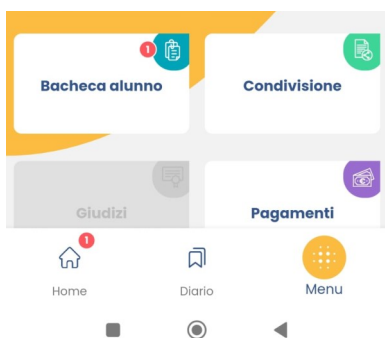 1
Bacheca alunno
Condivisione
Giudizi
Pagamenti
1
Home
Diario
Menu